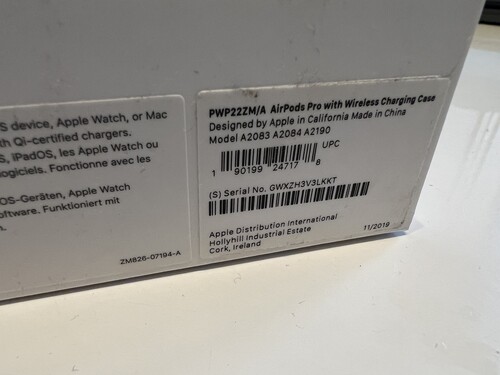 S device, Apple Watch, or Mac
th Qi-certified chargers.
S, iPadOS, les Apple Watch ou
logiciels. Fonctionne avec les
OS-Geräten, Apple Watch
oftware. Funktioniert mit
n.
ZM826-07194-A
PWP22ZM/A AirPods Pro with Wireless Charging Case
Designed by Apple in California Made in China
Model A2083 A2084 A2190
UPC
1 90199 24717 8
(S) Serial No. GWXZH3V3LKKT
Apple Distribution International
Hollyhill Industrial Estate
Cork, Ireland
11/2019